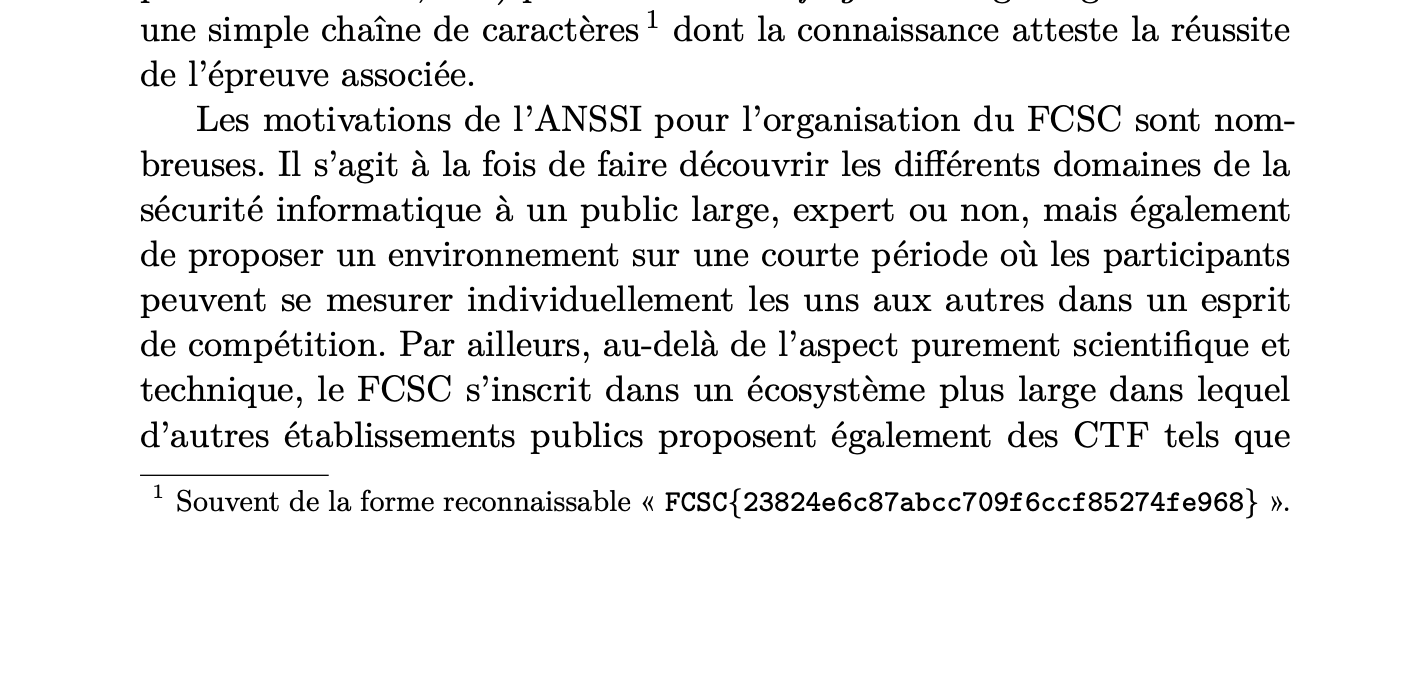 une simple chaîne de caractères 1 dont la connaissance atteste la réussite
de l’épreuve associée.
Les motivations de l’ANSSI pour l’organisation du FCSC sont nom-
breuses. Il s’agit à la fois de faire découvrir les différents domaines de la
sécurité informatique à un public large, expert ou non, mais également
de proposer un environnement sur une courte période où les participants
peuvent se mesurer individuellement les uns aux autres dans un esprit
de compétition. Par ailleurs, au-delà de l’aspect purement scientifique et
technique, le FCSC s’inscrit dans un écosystème plus large dans lequel
d’autres établissements publics proposent également des CTF tels que
1 Souvent de la forme reconnaissable « FCSC{23824e6c87abcc709f6ccf85274fe968} ».